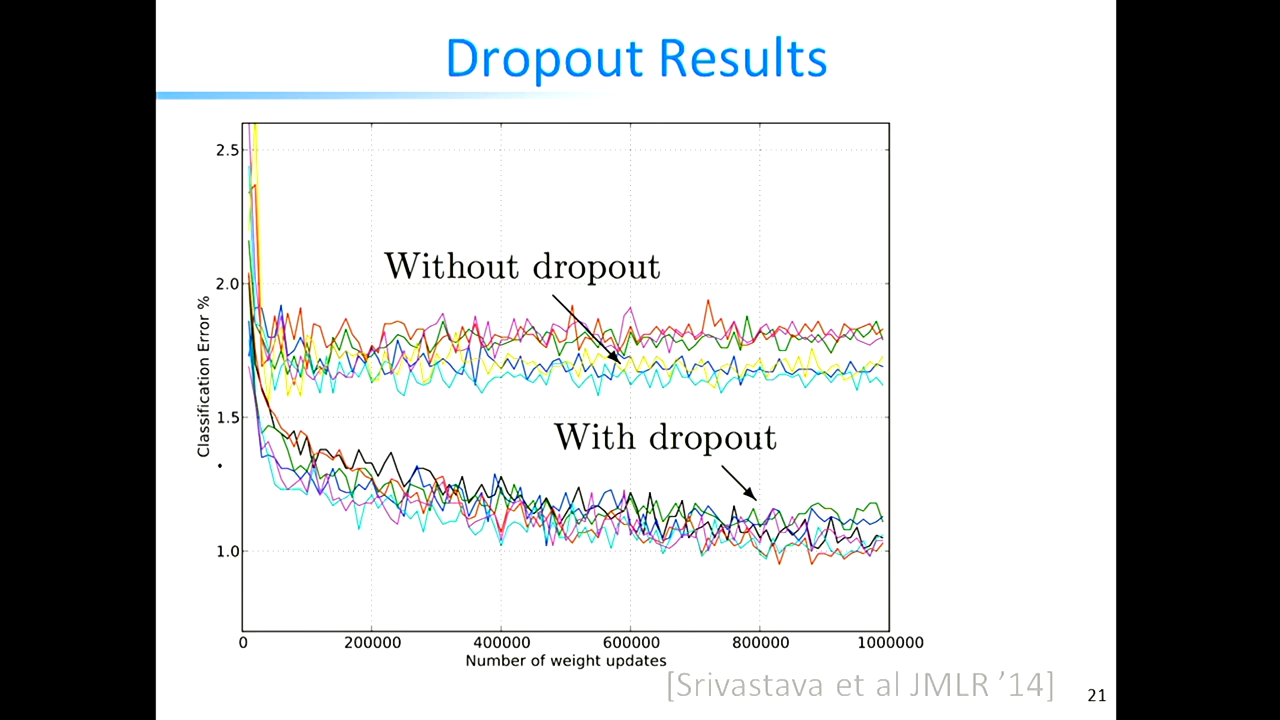 Dropout Results
2.5
Without dropout
2.0
Classification Error %
1.5
With dropout
1.0
0 200000 400000 600000 800000 1000000
Number of weight updates
[Srivastava et al JMLR ’14]
21